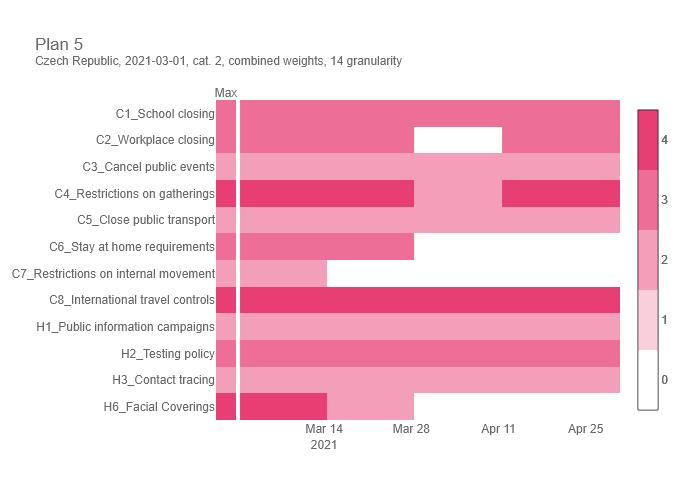 Plan 5
Czech Republic, 2021-03-01, cat. 2, combined weights, 14 granularity
Max
C1_School closing
C2_Workplace closing
C3_Cancel public events
C4_Restrictions on gatherings
C5_Close public transport
C6_Stay at home requirements
C7_Restrictions on internal movement
C8_International travel controls
H1_Public information campaigns
H2_Testing policy
H3_Contact tracing
H6_Facial Coverings
Mar 14
2021
Mar 28
Apr 11
Apr 25
4
3
2
1
0